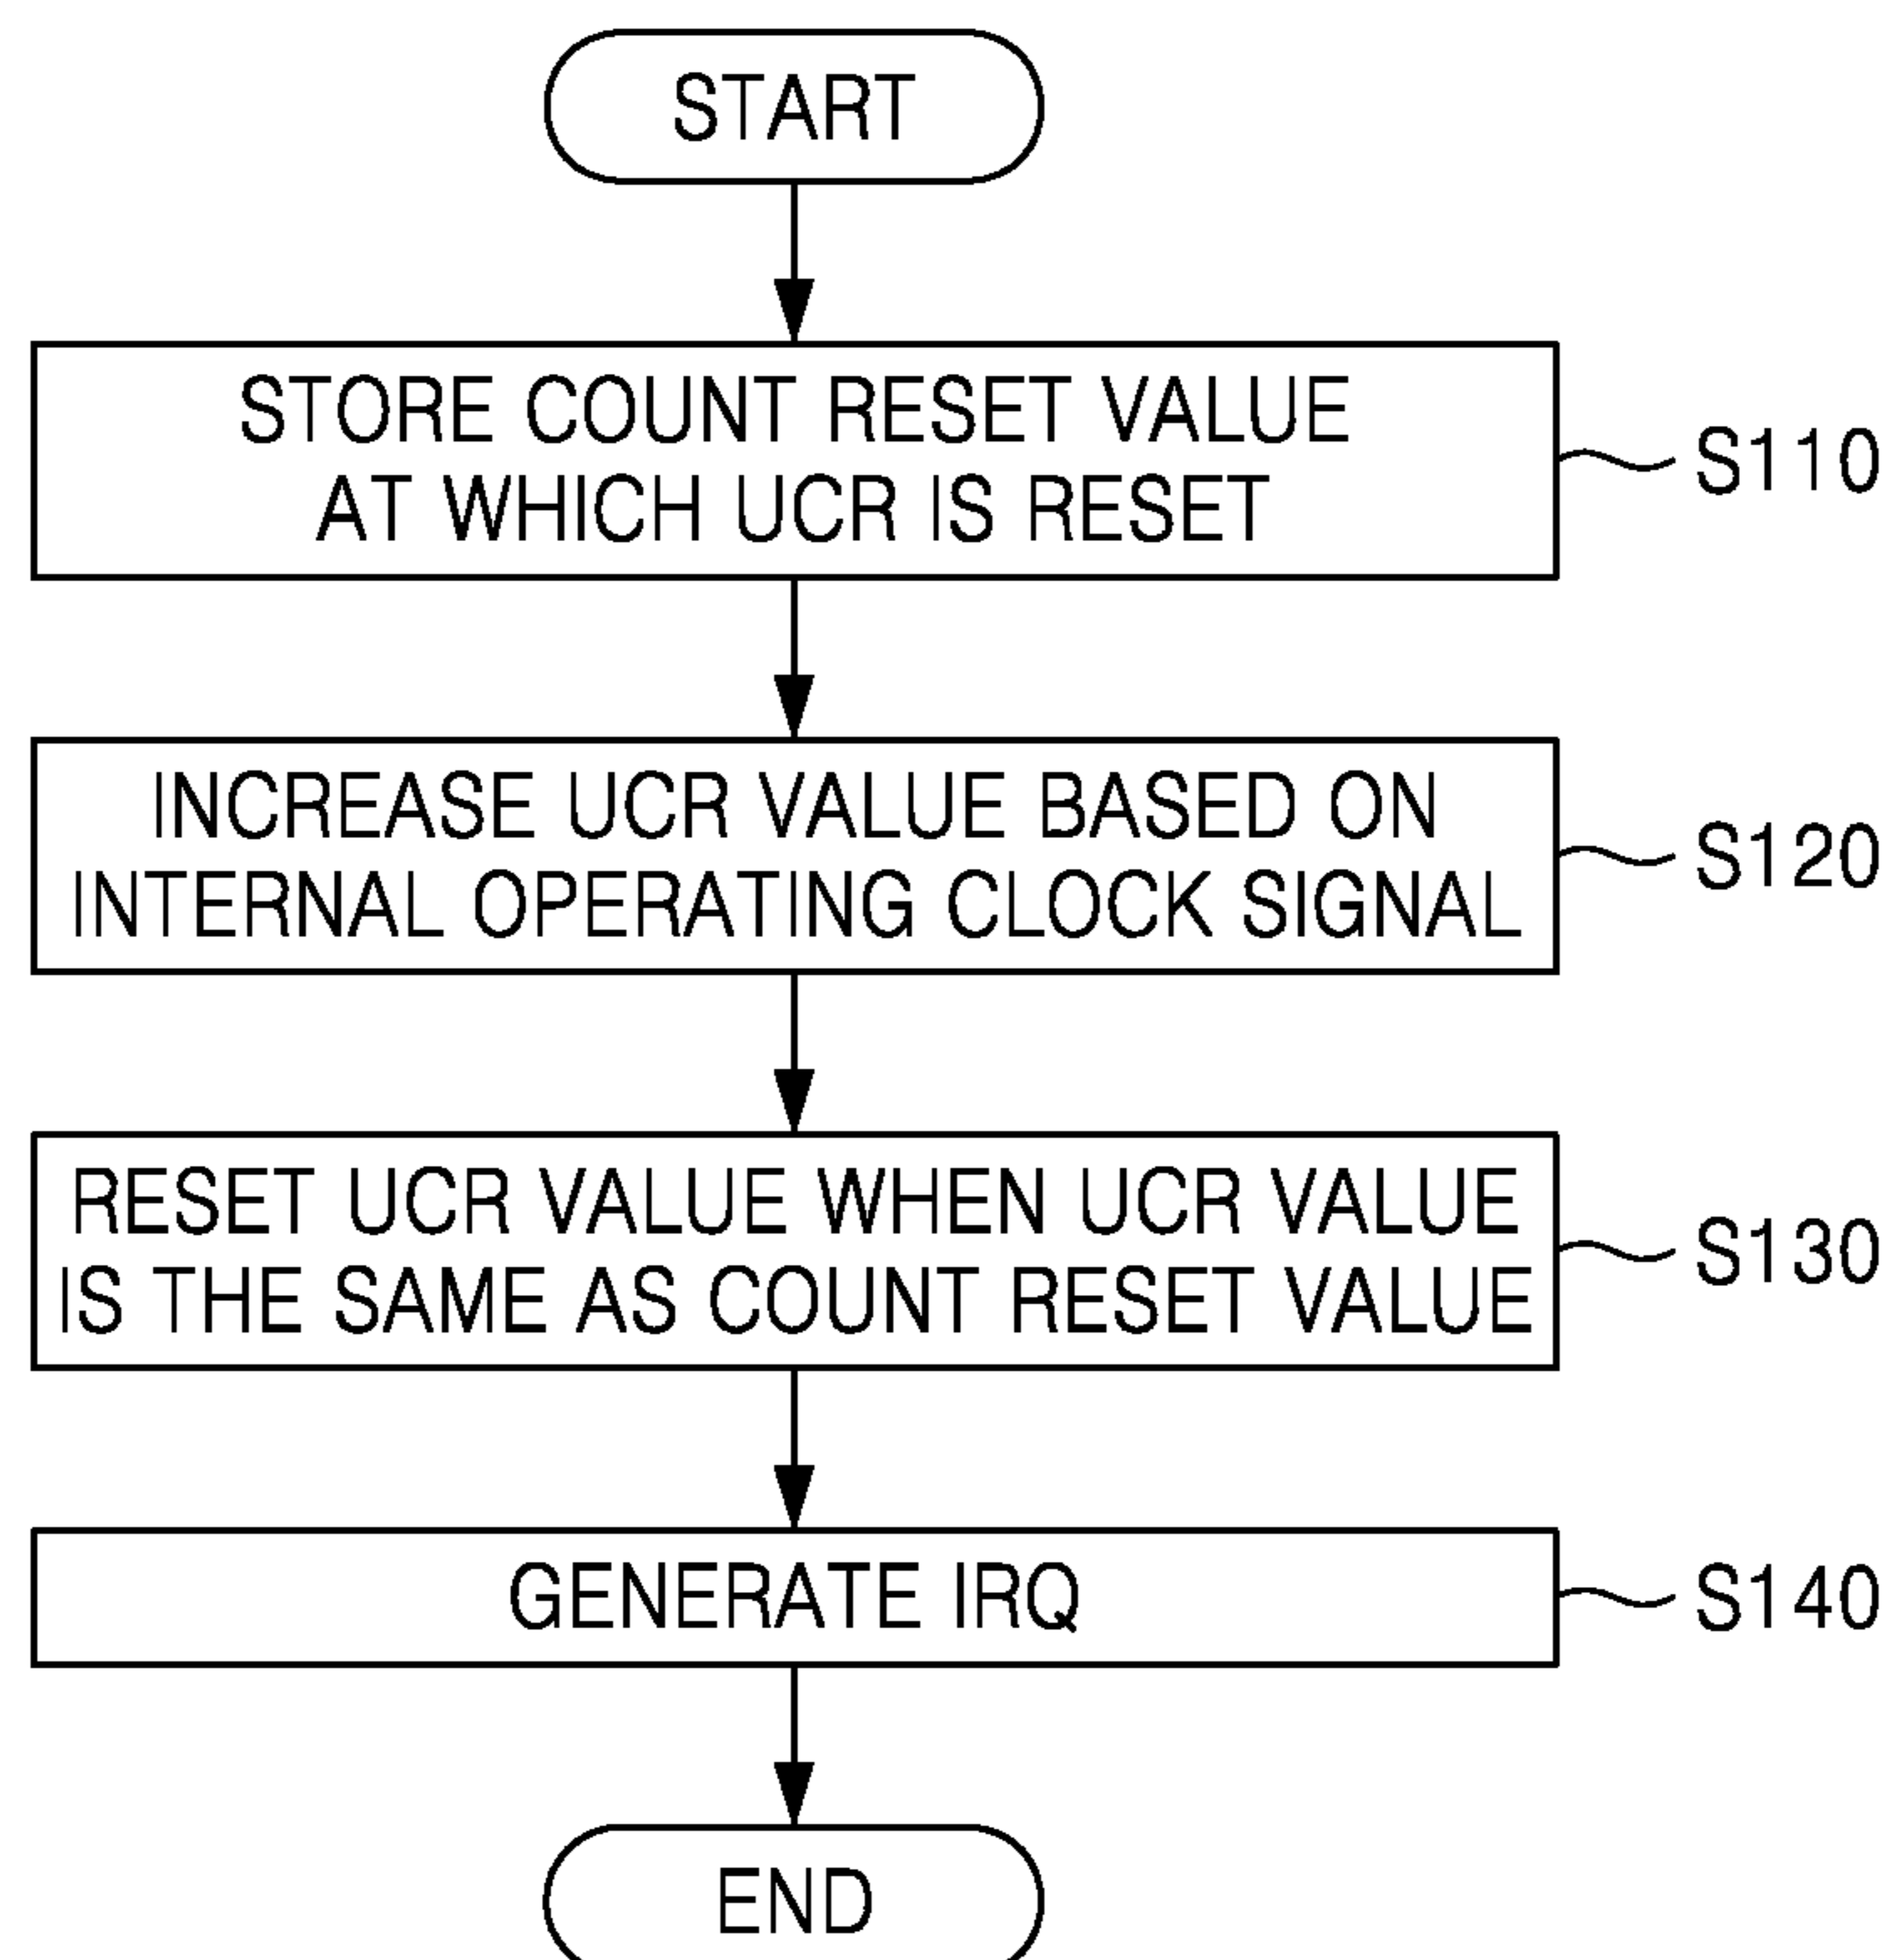 START
STORE COUNT RESET VALUE
AT WHICH UCR IS RESET
S110
INCREASE UCR VALUE BASED ON
INTERNAL OPERATING CLOCK SIGNAL
S120
RESET UCR VALUE WHEN UCR VALUE
IS THE SAME AS COUNT RESET VALUE
S130
GENERATE IRQ
S140
END